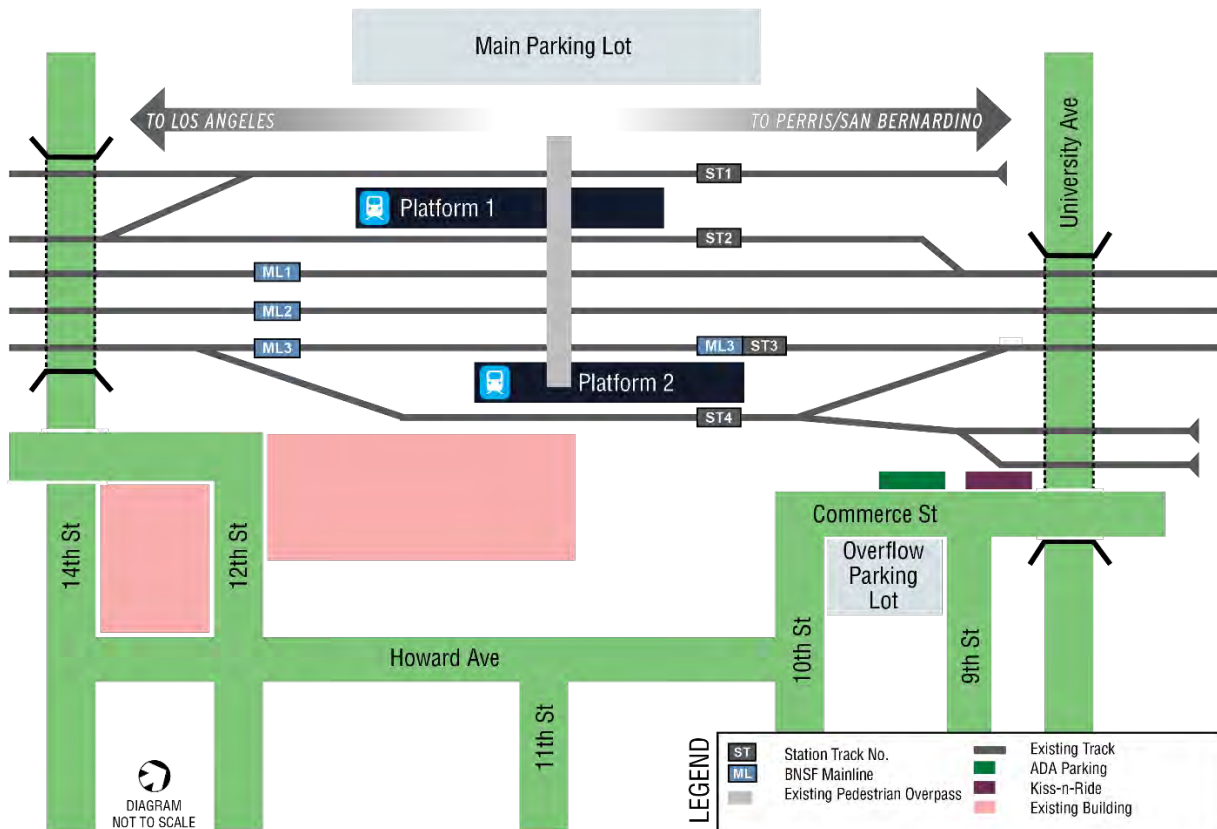 Main Parking Lot
TO LOS ANGELES
TO PERRIS/SAN BERNARDINO
University Ave
ST1
Platform 1
ST2
ML1
ML2
ML3
ML3 ST3
Platform 2
ST4
14th St
12th St
Commerce St
Overflow
Parking
Lot
10th St
9th St
Howard Ave
11th St
DIAGRAM
NOT TO SCALE
LEGEND
ST Station Track No.
ML BNSF Mainline
Existing Pedestrian Overpass
Existing Track
ADA Parking
Kiss-n-Ride
Existing Building